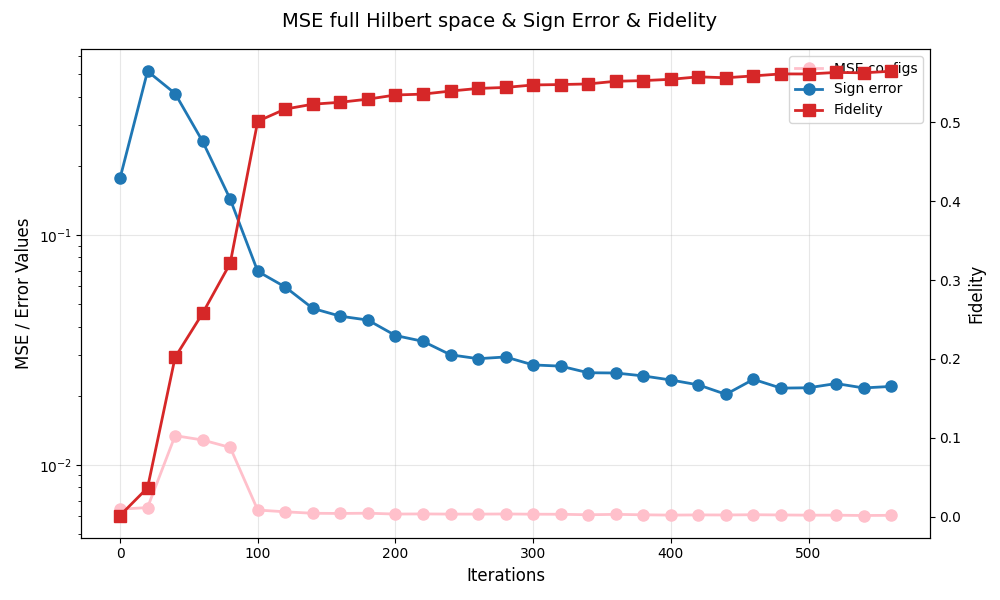 MSE full Hilbert space & Sign Error & Fidelity
MSE configs
Sign error
Fidelity
MSE / Error Values
10⁻¹
10⁻²
0.5
0.4
0.3
0.2
0.1
0.0
Fidelity
0 100 200 300 400 500
Iterations